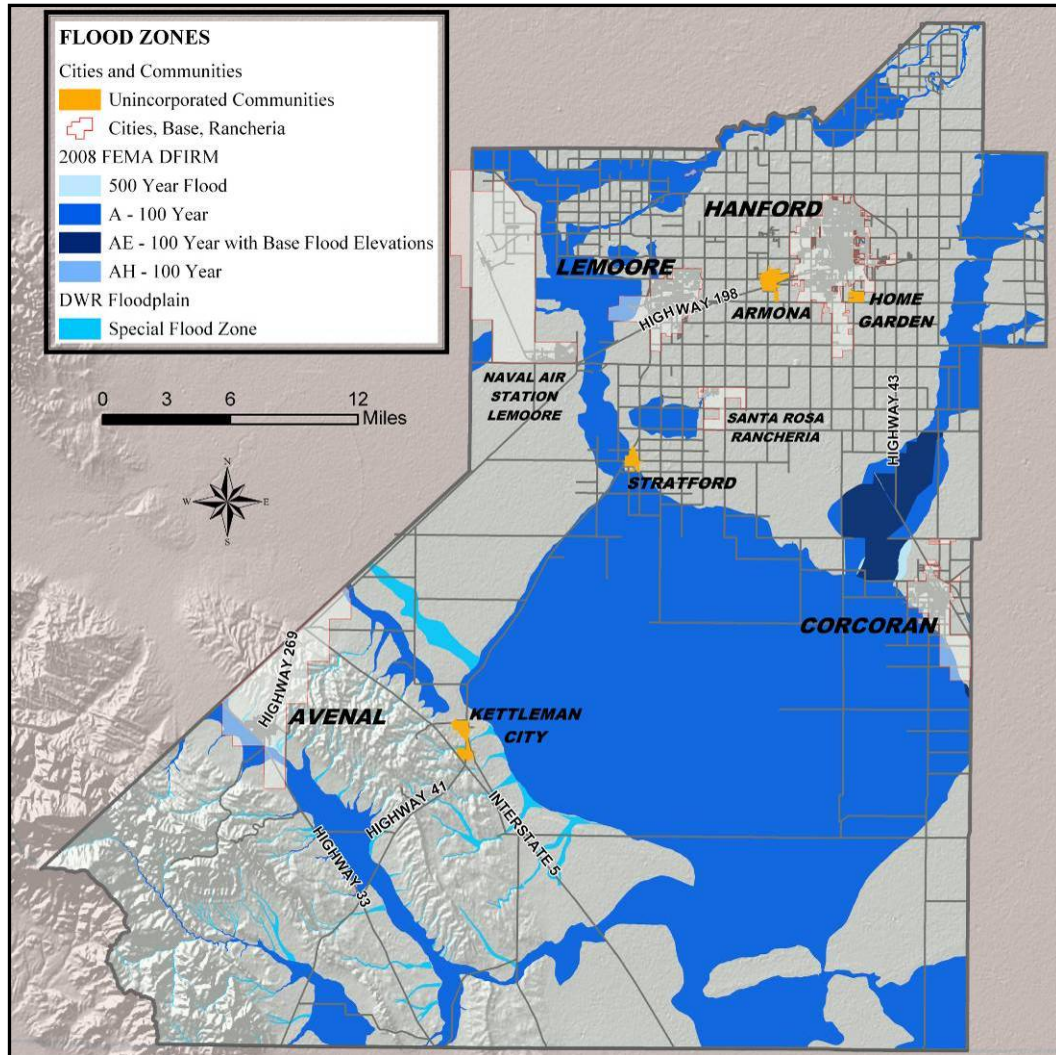 FLOOD ZONES
Cities and Communities
Unincorporated Communities
Cities, Base, Rancheria
2008 FEMA DFIRM
500 Year Flood
A - 100 Year
AE - 100 Year with Base Flood Elevations
AH - 100 Year
DWR Floodplain
Special Flood Zone
0 3 6 12
Miles
N
W E
S
HANFORD
LEMOORE
HIGHWAY 198
ARMONA
HOME
GARDEN
NAVAL AIR
STATION
LEMOORE
SANTA ROSA
RANCHERIA
HIGHWAY 43
STRATFORD
CORCORAN
HIGHWAY 269
AVENAL
KETTLEMAN
CITY
HIGHWAY 41
INTERSTATE 5
HIGHWAY 33